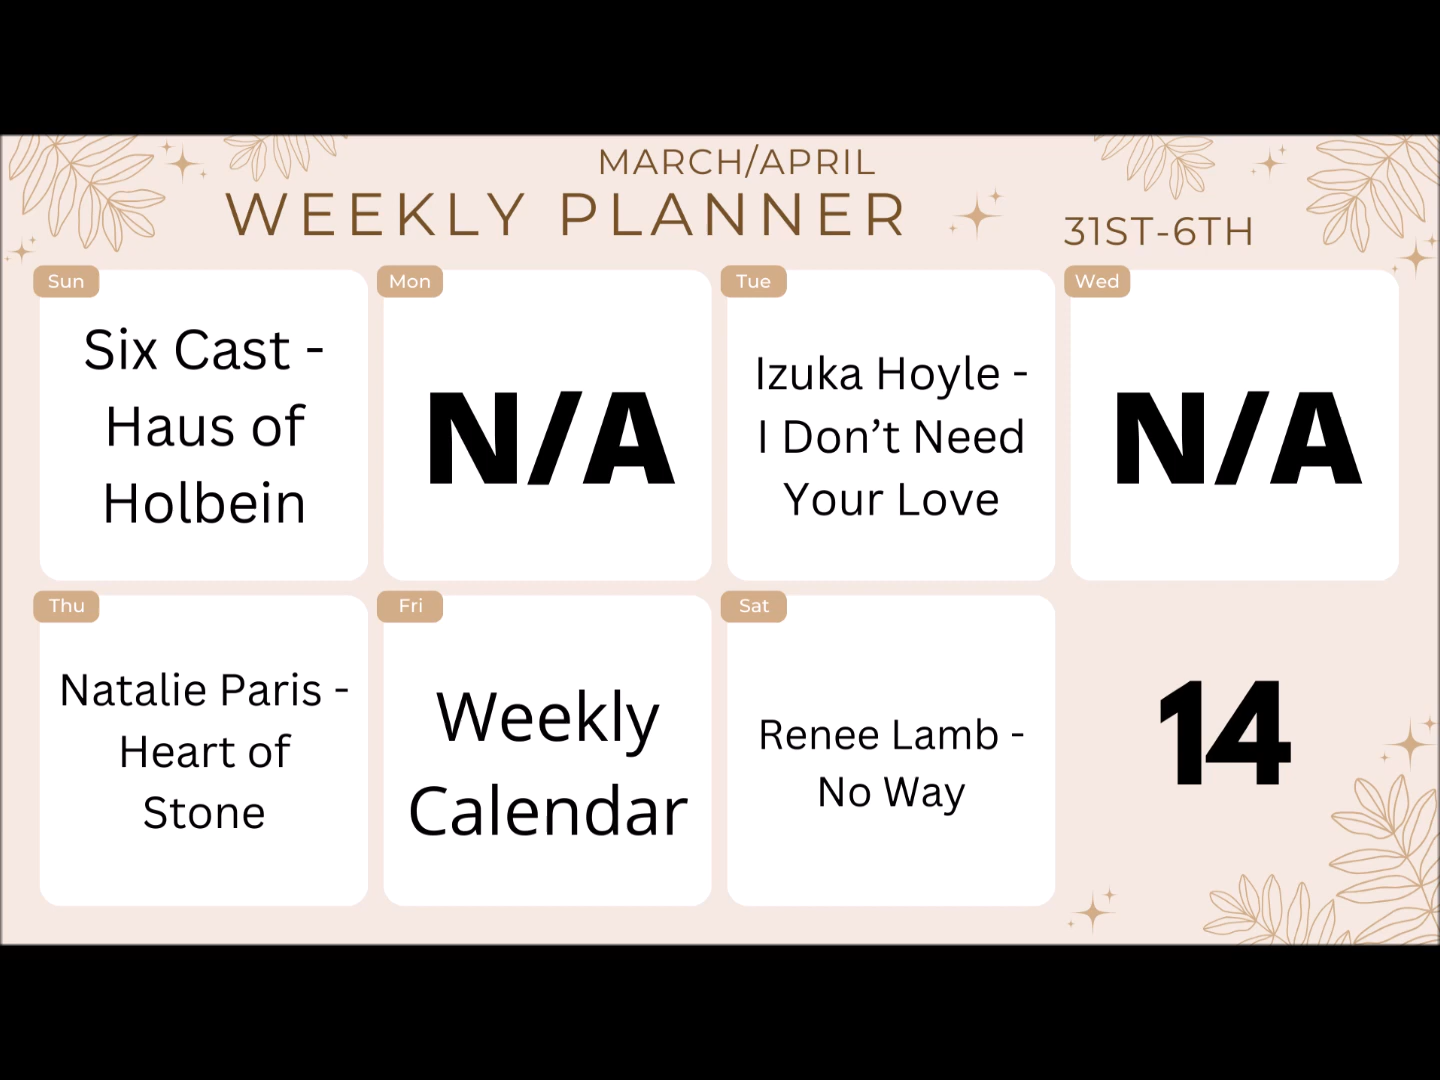 MARCH/APRIL
WEEKLY PLANNER
31ST-6TH
Sun
Six Cast -
Haus of
Holbein
Mon
N/A
Tue
Izuka Hoyle -
I Don’t Need
Your Love
Wed
N/A
Thu
Natalie Paris -
Heart of
Stone
Fri
Weekly
Calendar
Sat
Renee Lamb -
No Way
14